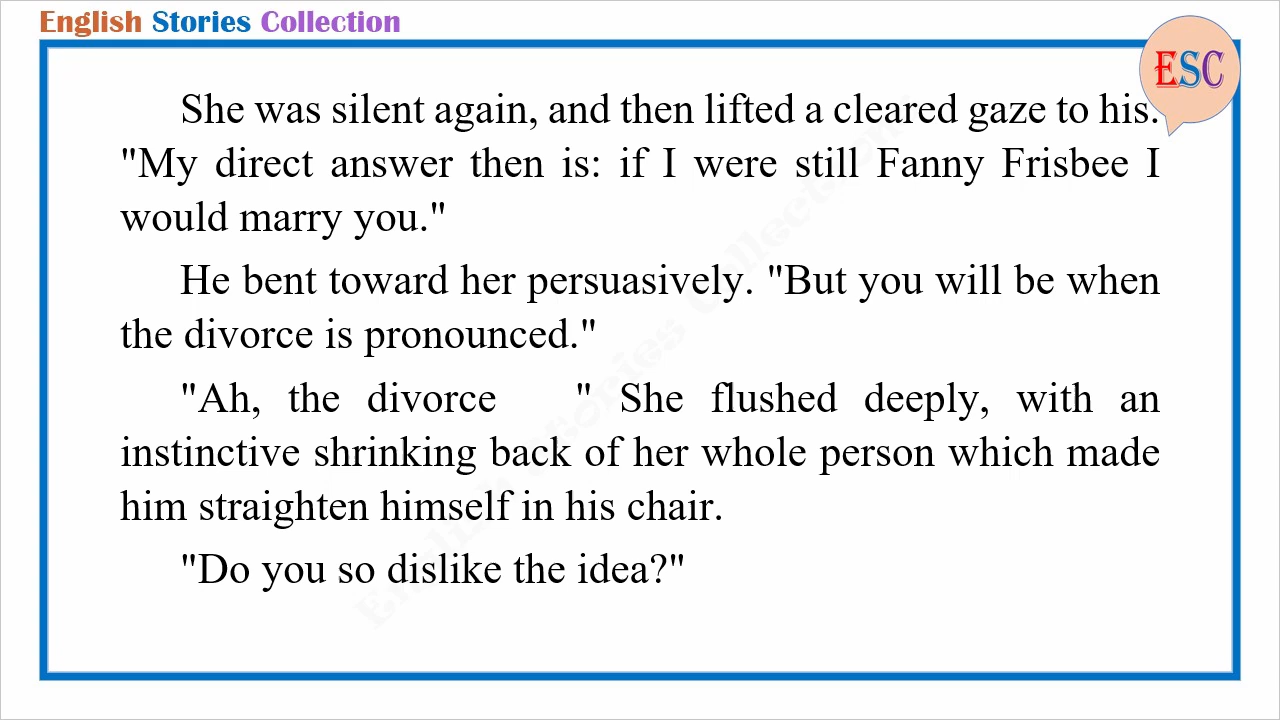 English Stories Collection
ESC
She was silent again, and then lifted a cleared gaze to his.
"My direct answer then is: if I were still Fanny Frisbee I
would marry you."
He bent toward her persuasively. "But you will be when
the divorce is pronounced."
"Ah, the divorce " She flushed deeply, with an
instinctive shrinking back of her whole person which made
him straighten himself in his chair.
"Do you so dislike the idea?"
English Stories Collection